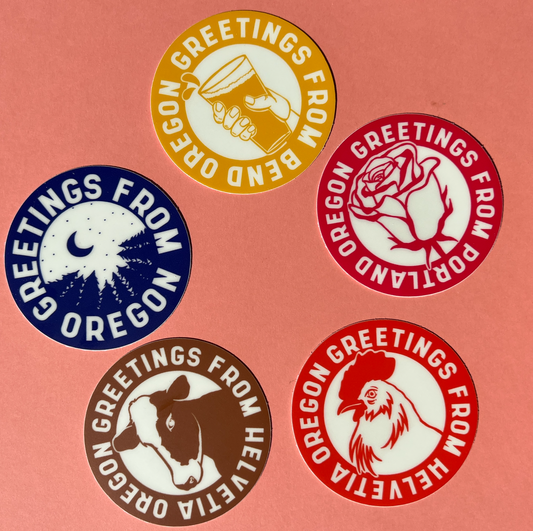 GREETINGS FROM BEND OREGON
GREETINGS FROM PORTLAND OREGON
GREETINGS FROM OREGON
GREETINGS FROM HELVETIA OREGON
GREETINGS FROM HELVETIA OREGON